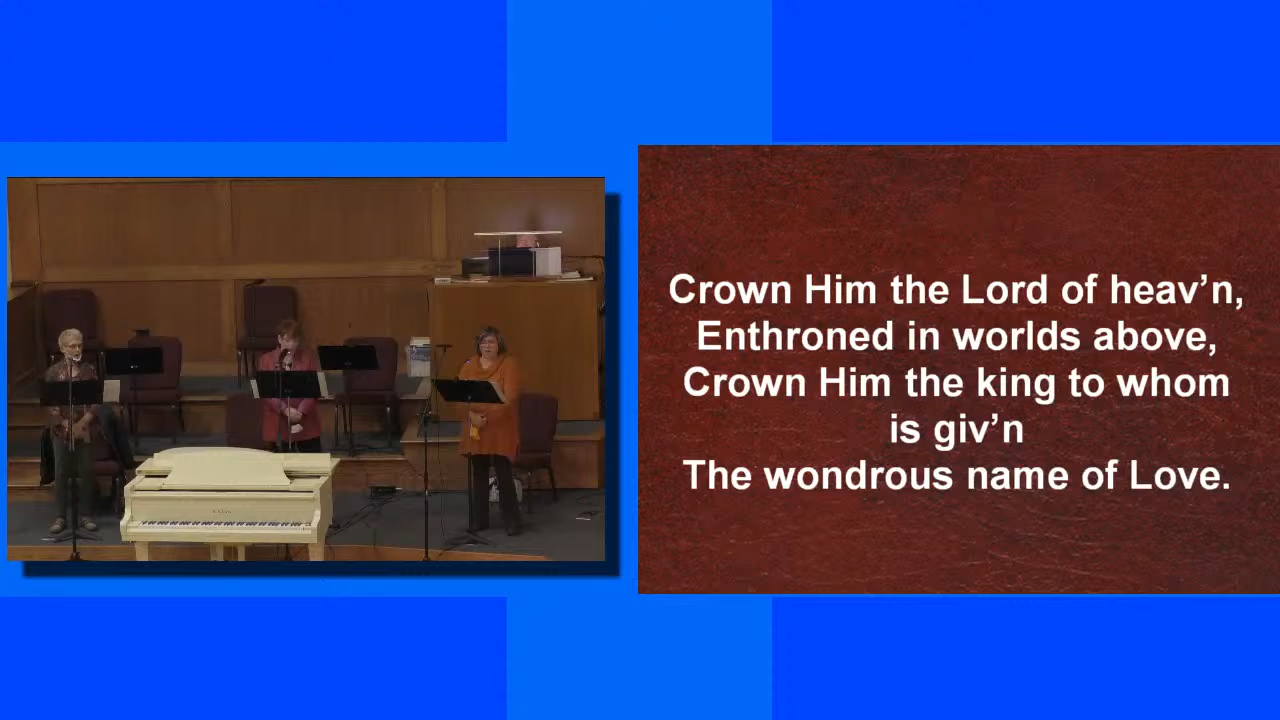 Crown Him the Lord of heav’n,
Enthroned in worlds above,
Crown Him the king to whom
is giv’n
The wondrous name of Love.